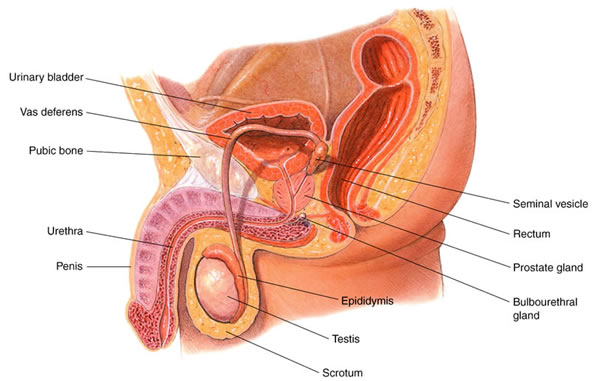 Urinary bladder
Vas deferens
Pubic bone
Urethra
Penis
Seminal vesicle
Rectum
Prostate gland
Bulbourethral
gland
Epididymis
Testis
Scrotum